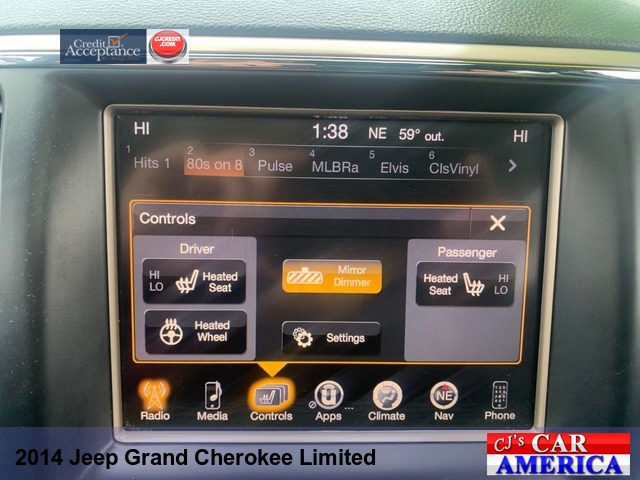 Credit Acceptance
CJCREDIT.COM
HI 1:38 NE 59° out. HI
1 Hits 1 2 80s on 8 3 Pulse 4 MLBRa 5 Elvis 6 ClsVinyl
Controls X
Driver
HI LO Heated Seat
Heated Wheel
Mirror Dimmer
Settings
Passenger
Heated Seat HI LO
Radio Media Controls Apps ... Climate NE Nav Phone
2014 Jeep Grand Cherokee Limited
CJ's CAR AMERICA